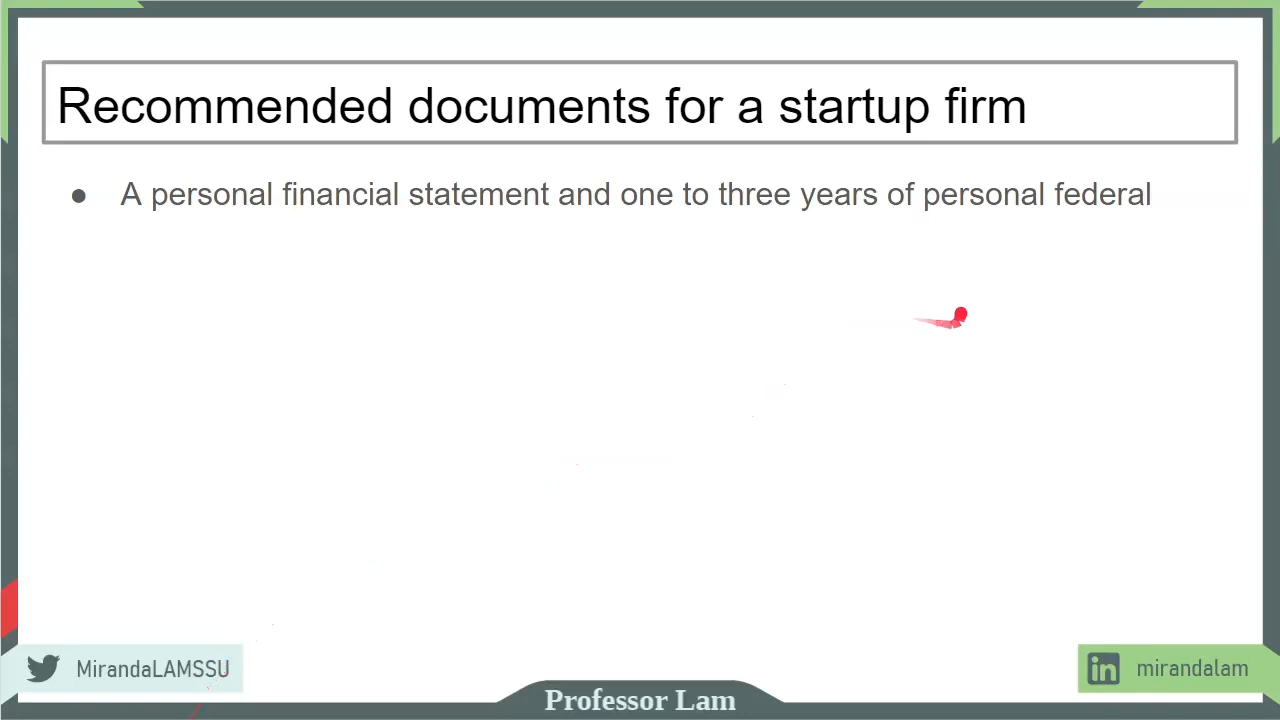 Recommended documents for a startup firm
● A personal financial statement and one to three years of personal federal
MirandaLAMSSU
in mirandalam
Professor Lam